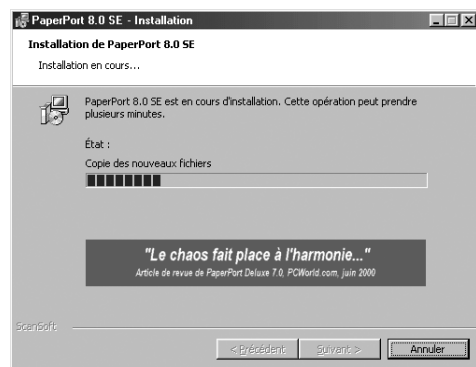 PaperPort 8.0 SE - Installation
Installation de PaperPort 8.0 SE
Installation en cours...
PaperPort 8.0 SE est en cours d'installation. Cette opération peut prendre
plusieurs minutes.
État :
Copie des nouveaux fichiers
"Le chaos fait place à l'harmonie..."
Article de revue de PaperPort Deluxe 7.0, PCWorld.com, juin 2000
ScanSoft
< Précédent
Suivant >
Annuler